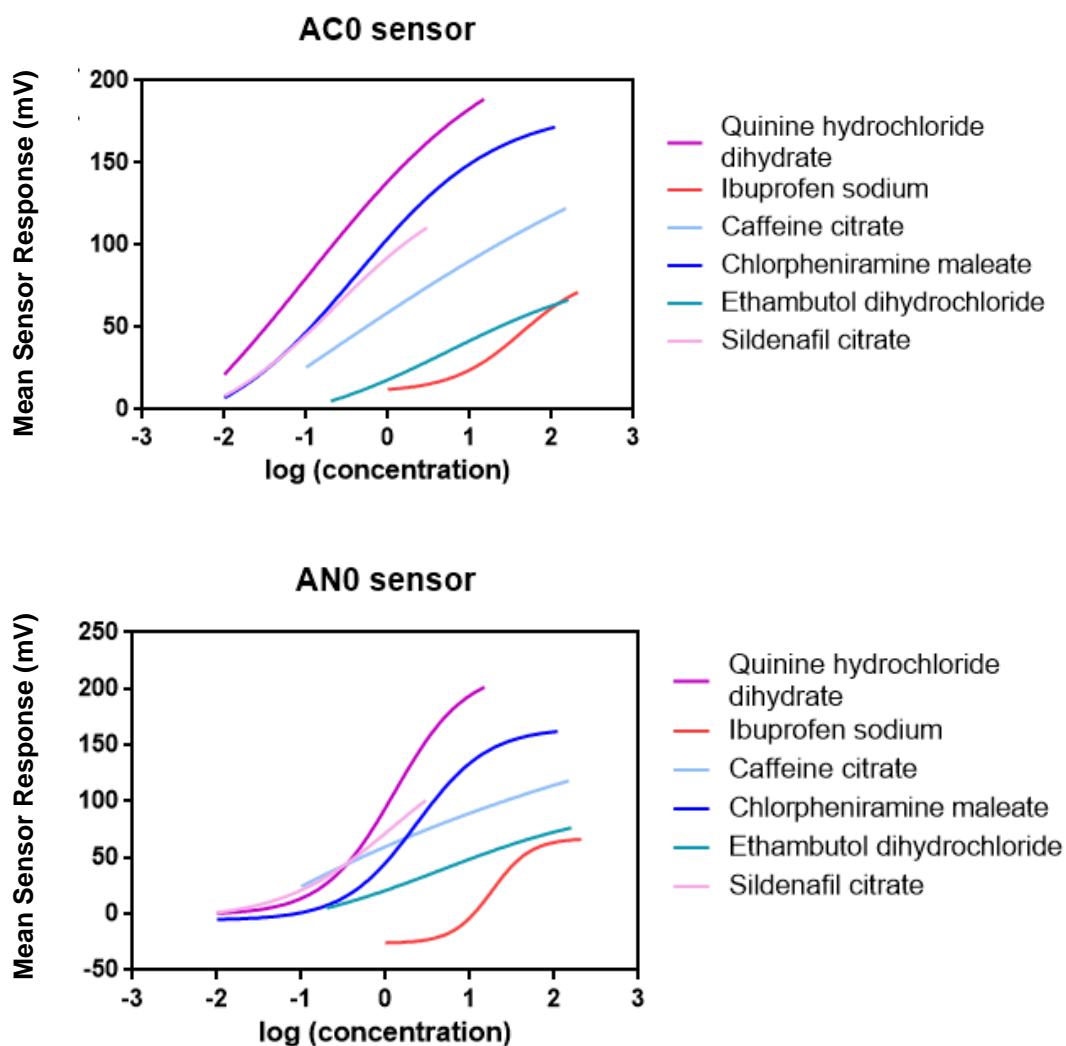 AC0 sensor
Mean Sensor Response (mV)
200
150
100
50
0
-3 -2 -1 0 1 2 3
log (concentration)
Quinine hydrochloride
dihydrate
Ibuprofen sodium
Caffeine citrate
Chlorpheniramine maleate
Ethambutol dihydrochloride
Sildenafil citrate
AN0 sensor
Mean Sensor Response (mV)
250
200
150
100
50
0
-50
-3 -2 -1 0 1 2 3
log (concentration)
Quinine hydrochloride
dihydrate
Ibuprofen sodium
Caffeine citrate
Chlorpheniramine maleate
Ethambutol dihydrochloride
Sildenafil citrate